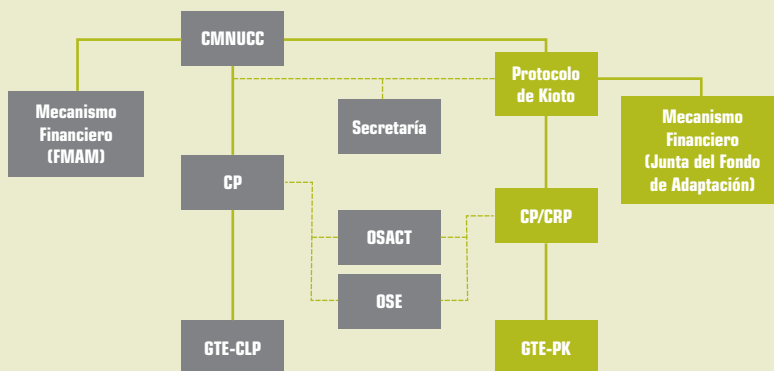 CMNUCC
Protocolo
de Kioto
Mecanismo
Financiero
(FMAM)
Secretaría
Mecanismo
Financiero
(Junta del Fondo
de Adaptación)
CP
CP/CRP
OSACT
OSE
GTE-CLP
GTE-PK